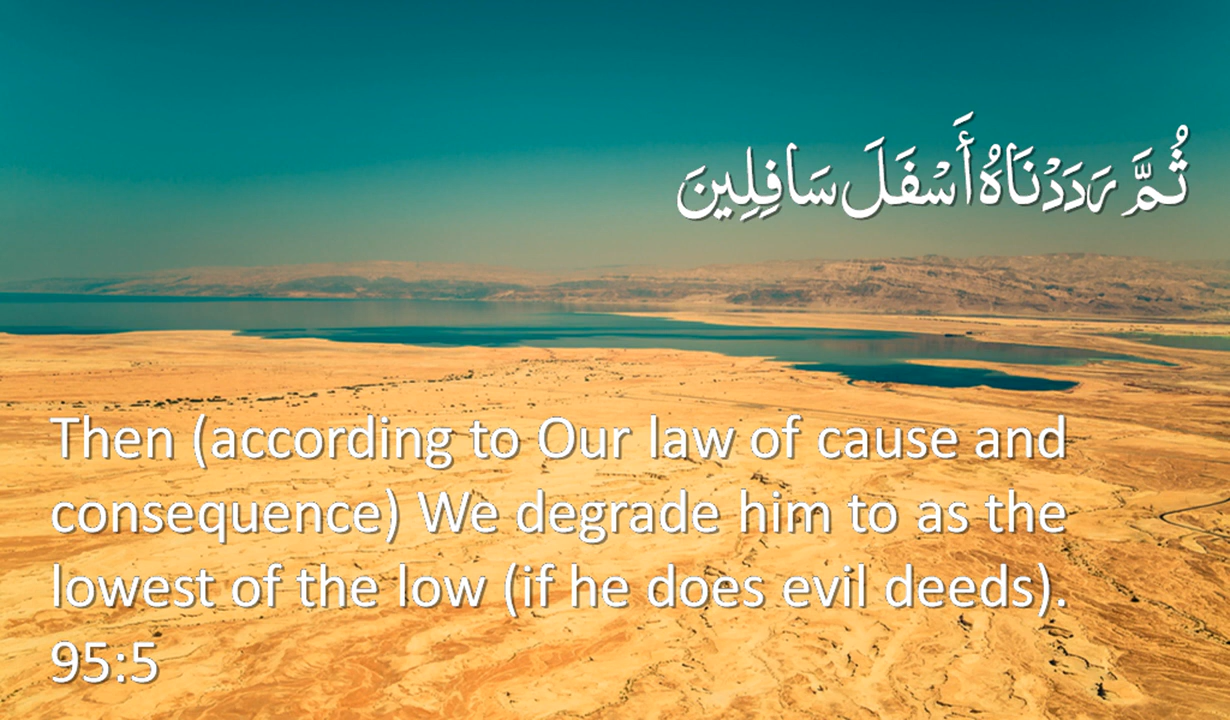 ثُمَّ رَدَدْنَاهُ أَسْفَلَ سَافِلِينَ
Then (according to Our law of cause and
consequence) We degrade him to as the
lowest of the low (if he does evil deeds).
95:5